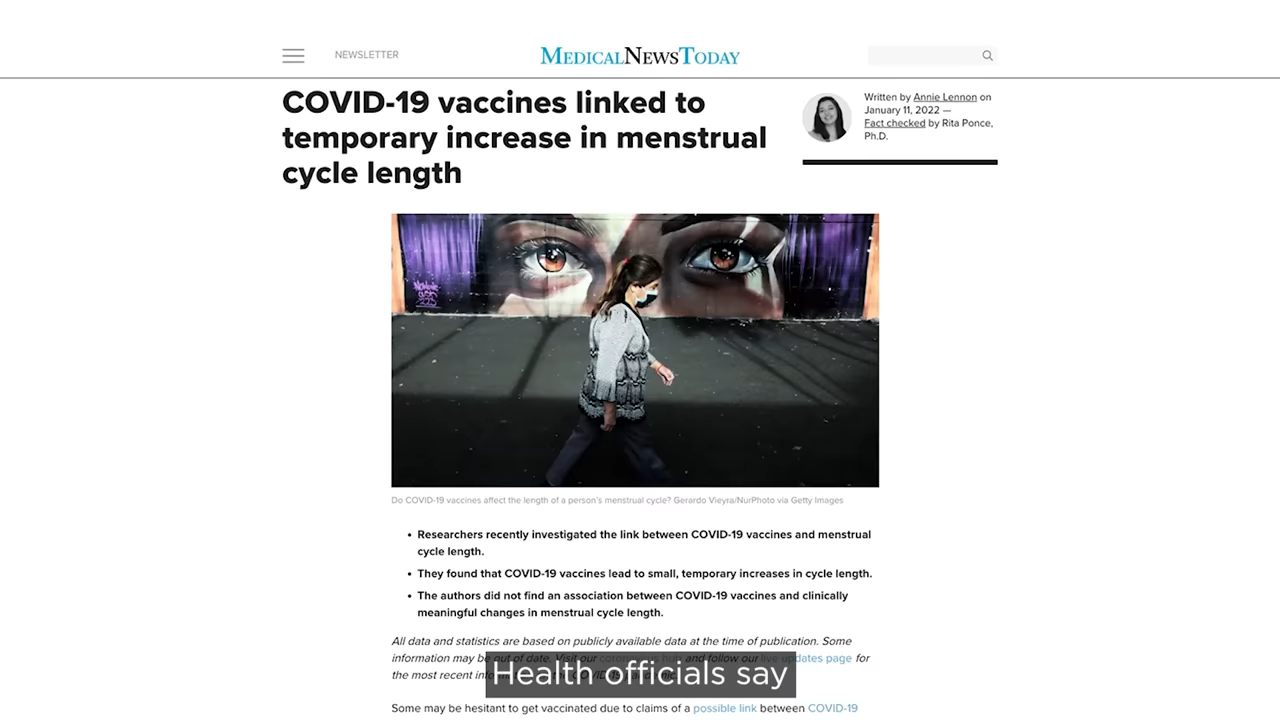 NEWSLETTER
MEDICALNEWSTODAY
COVID-19 vaccines linked to
temporary increase in menstrual
cycle length
Written by Annie Lennon on
January 11, 2022 —
Fact checked by Rita Ponce,
Ph.D.
Do COVID-19 vaccines affect the length of a person's menstrual cycle? Gerardo Vieyra/NurPhoto via Getty Images
• Researchers recently investigated the link between COVID-19 vaccines and menstrual
cycle length.
• They found that COVID-19 vaccines lead to small, temporary increases in cycle length.
• The authors did not find an association between COVID-19 vaccines and clinically
meaningful changes in menstrual cycle length.
All data and statistics are based on publicly available data at the time of publication. Some
information may be out of date. Visit our coronavirus hub and follow our live updates page for
the most recent
Health officials say
Some may be hesitant to get vaccinated due to claims of a possible link between COVID-19